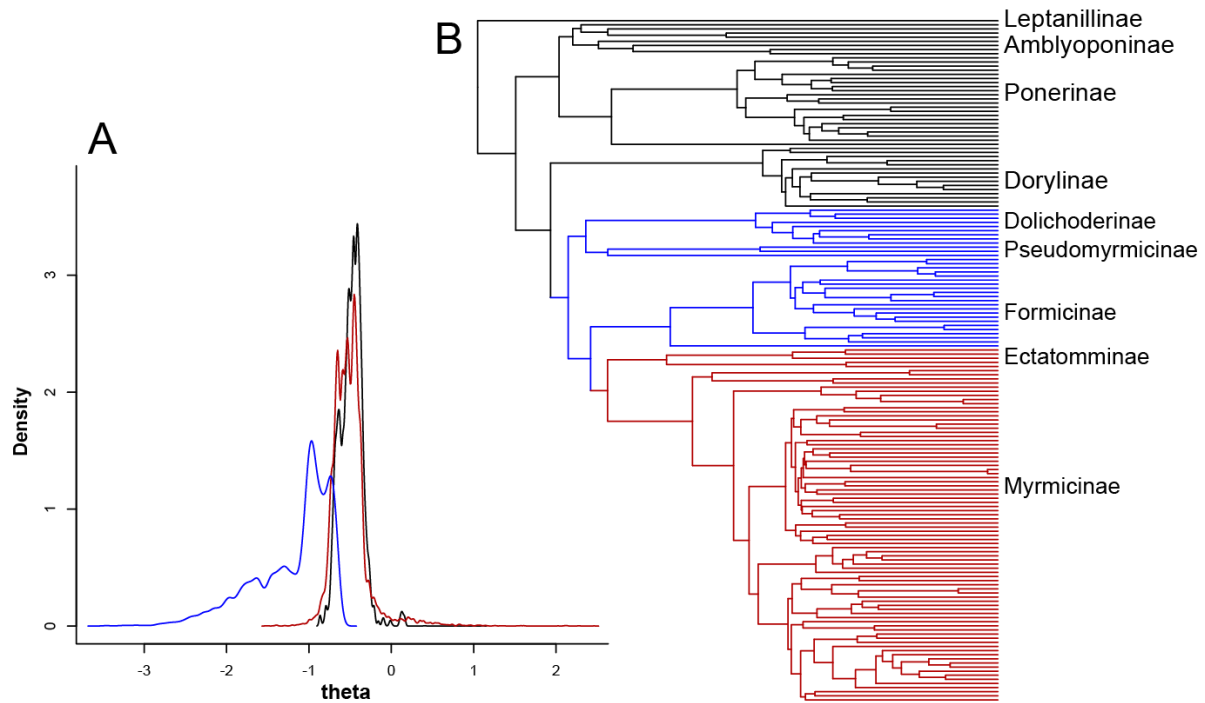 A
Density
3
2
1
0
-3
-2
-1
0
1
2
theta
B
Leptanillinae
Amblyoponinae
Ponerinae
Dorylinae
Dolichoderinae
Pseudomyrmicinae
Formicinae
Ectatomminae
Myrmicinae